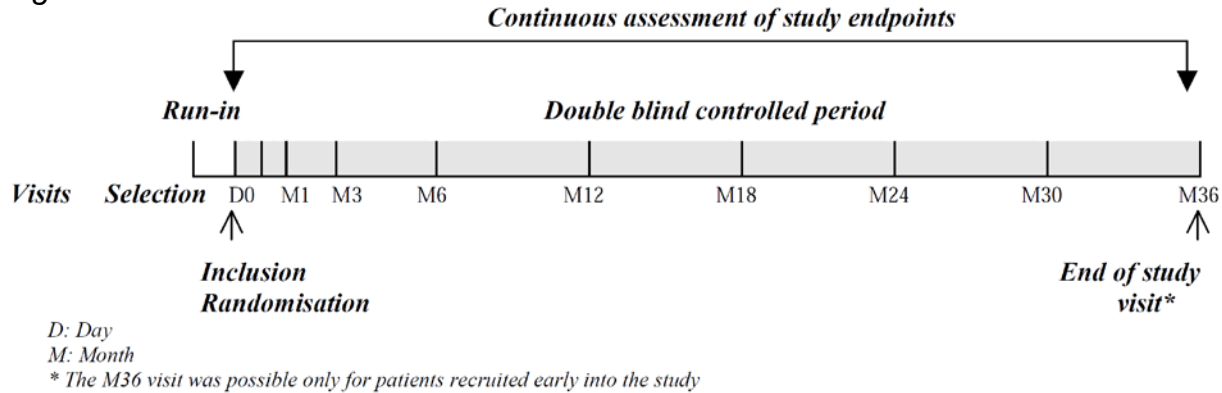 Continuous assessment of study endpoints
Run-in Double blind controlled period
Visits Selection D0 M1 M3 M6 M12 M18 M24 M30 M36
Inclusion End of study
Randomisation visit*
D: Day
M: Month
* The M36 visit was possible only for patients recruited early into the study